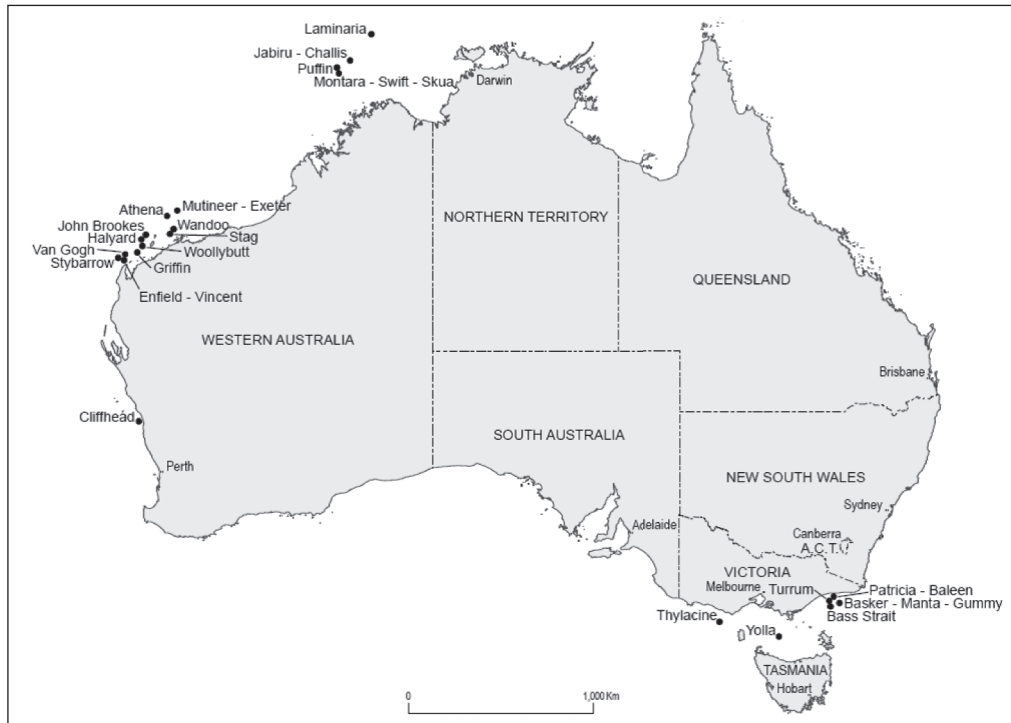 Laminaria
Jabiru - Challis
Puffin
Montara - Swift - Skua
Darwin
Athena
Mutineer - Exeter
John Brookes
Wandoo
Halyard
Stag
Van Gogh
Woollybutt
Stybarrow
Griffin
Enfield - Vincent
NORTHERN TERRITORY
QUEENSLAND
WESTERN AUSTRALIA
Brisbane
Cliffhead
SOUTH AUSTRALIA
Perth
NEW SOUTH WALES
Sydney
Adelaide
Canberra
A.C.T.
VICTORIA
Melbourne
Turrum
Patricia - Baleen
Basker - Manta - Gummy
Bass Strait
Thylacine
Yolla
TASMANIA
Hobart
0 1,000 Km